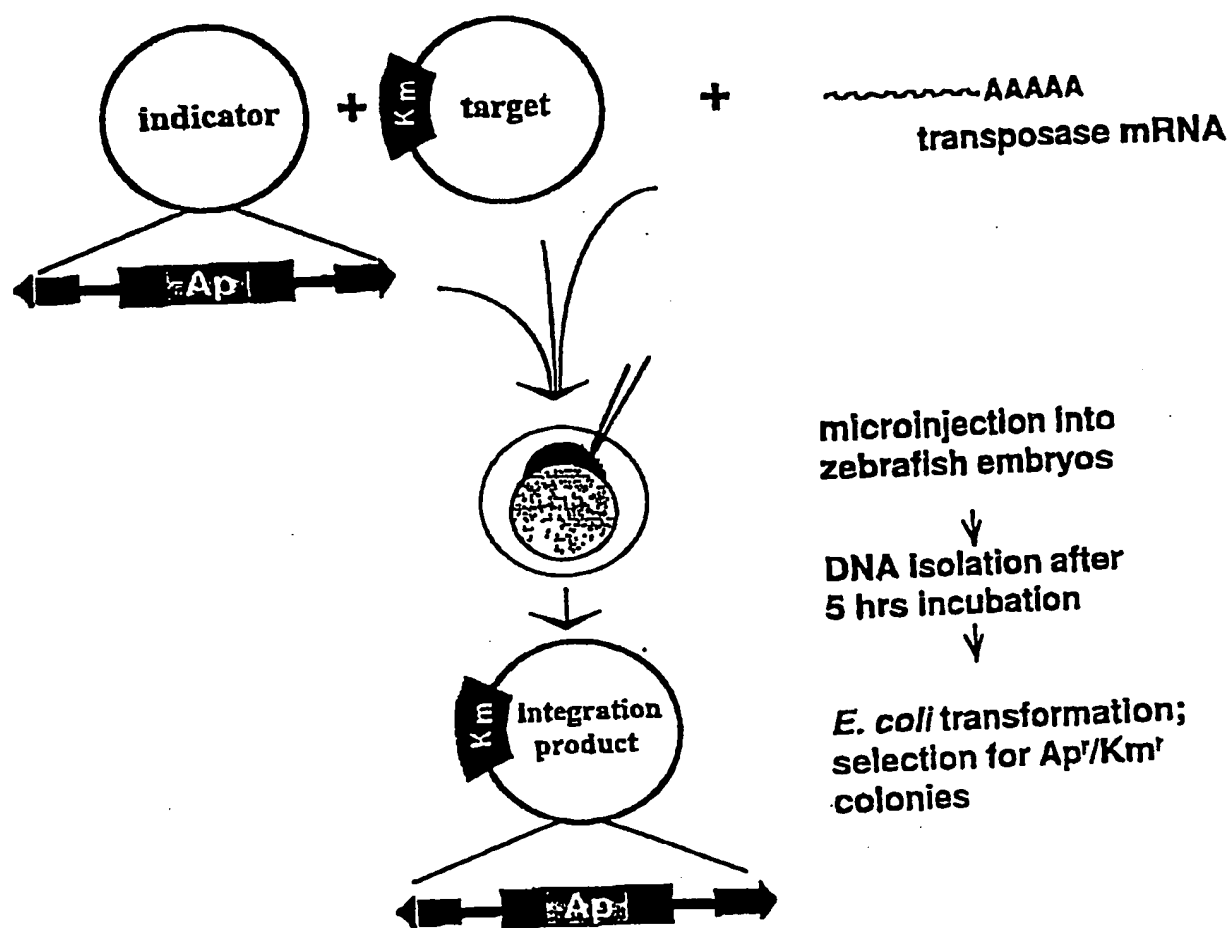 indicator
+
Km
target
+
AAAAA
transposase mRNA
Ap
microinjection into
zebrafish embryos
DNA isolation after
5 hrs incubation
E. coli transformation;
selection for Apʳ/Kmʳ
colonies
Km
Integration
product
Ap